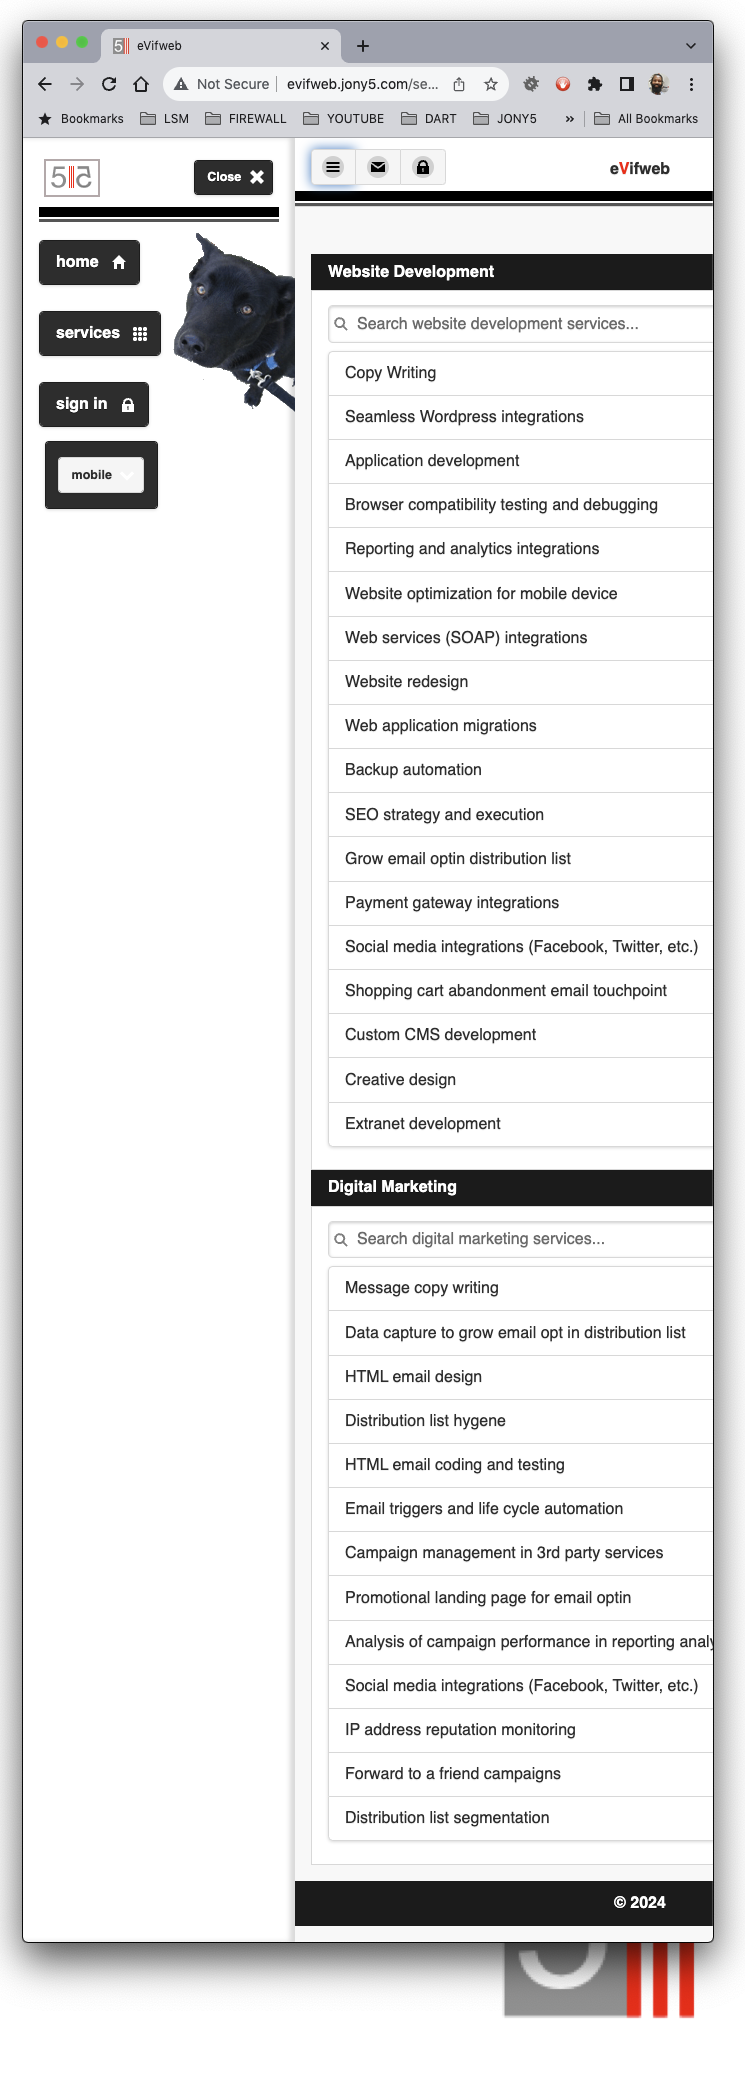 eVifweb
Not Secure evifweb.jony5.com/se...
Bookmarks LSM FIREWALL YOUTUBE DART JONY5 » All Bookmarks
Close
eVifweb
home
services
sign in
mobile
Website Development
Search website development services...
Copy Writing
Seamless Wordpress integrations
Application development
Browser compatibility testing and debugging
Reporting and analytics integrations
Website optimization for mobile device
Web services (SOAP) integrations
Website redesign
Web application migrations
Backup automation
SEO strategy and execution
Grow email optin distribution list
Payment gateway integrations
Social media integrations (Facebook, Twitter, etc.)
Shopping cart abandonment email touchpoint
Custom CMS development
Creative design
Extranet development
Digital Marketing
Search digital marketing services...
Message copy writing
Data capture to grow email opt in distribution list
HTML email design
Distribution list hygene
HTML email coding and testing
Email triggers and life cycle automation
Campaign management in 3rd party services
Promotional landing page for email optin
Analysis of campaign performance in reporting analy
Social media integrations (Facebook, Twitter, etc.)
IP address reputation monitoring
Forward to a friend campaigns
Distribution list segmentation
© 2024